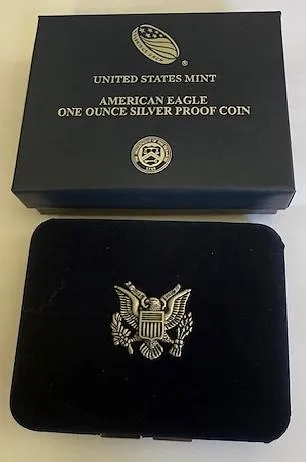 ®
UNITED STATES MINT
AMERICAN EAGLE
ONE OUNCE SILVER PROOF COIN